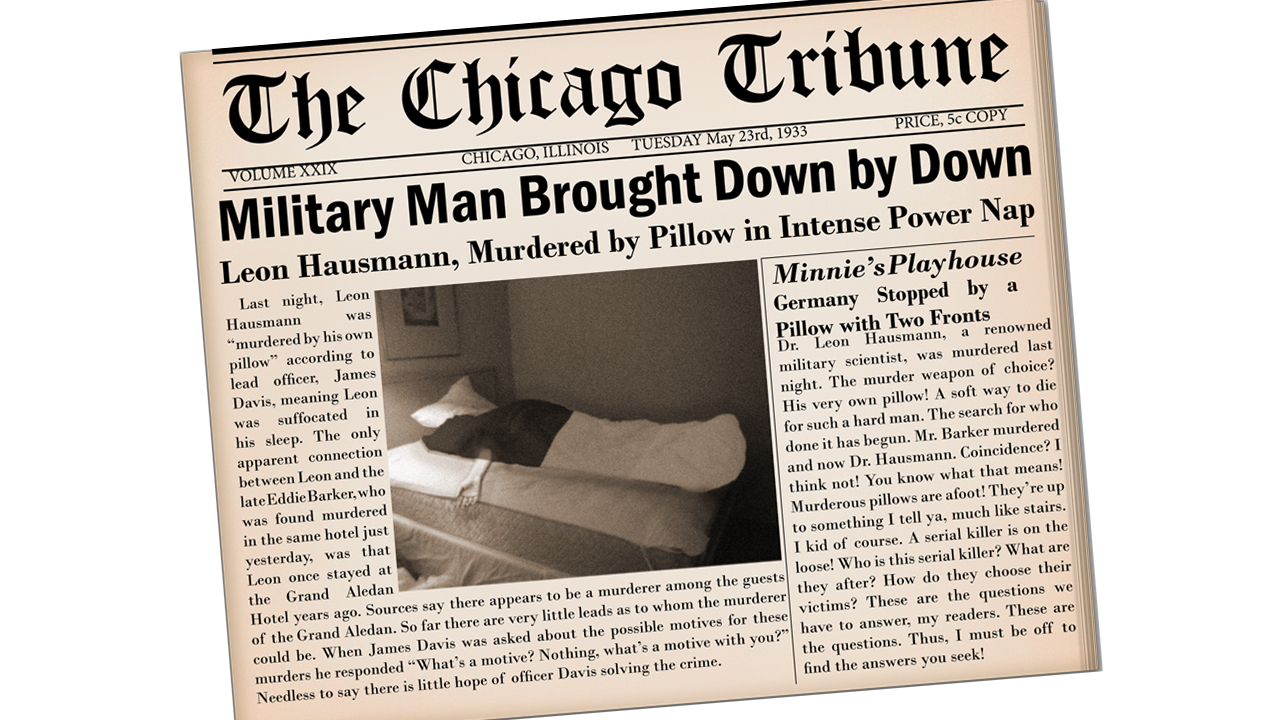 The Chicago Tribune
VOLUME XXIX
CHICAGO, ILLINOIS TUESDAY May 23rd, 1933
PRICE, 5c COPY
Military Man Brought Down by Down
Leon Hausmann, Murdered by Pillow in Intense Power Nap
Last night, Leon
Hausmann was
“murdered by his own
pillow” according to
lead officer, James
Davis, meaning Leon
was suffocated in
his sleep. The only
apparent connection
between Leon and the
late Eddie Barker, who
was found murdered
in the same hotel just
yesterday, was that
Leon once stayed at
the Grand Aledan
Hotel years ago. Sources say there appears to be a murderer among the guests
of the Grand Aledan. So far there are very little leads as to whom the murderer
could be. When James Davis was asked about the possible motives for these
murders he responded “What’s a motive? Nothing, what’s a motive with you?”
Needless to say there is little hope of officer Davis solving the crime.
Minnie’s Playhouse
Germany Stopped by a
Pillow with Two Fronts
Dr. Leon Hausmann, a renowned
military scientist, was murdered last
night. The murder weapon of choice?
His very own pillow! A soft way to die
for such a hard man. The search for who
done it has begun. Mr. Barker murdered
and now Dr. Hausmann. Coincidence? I
think not! You know what that means!
Murderous pillows are afoot! They’re up
to something I tell ya, much like stairs.
I kid of course. A serial killer is on the
loose! Who is this serial killer? What are
they after? How do they choose their
victims? These are the questions we
have to answer, my readers. These are
the questions. Thus, I must be off to
find the answers you seek!